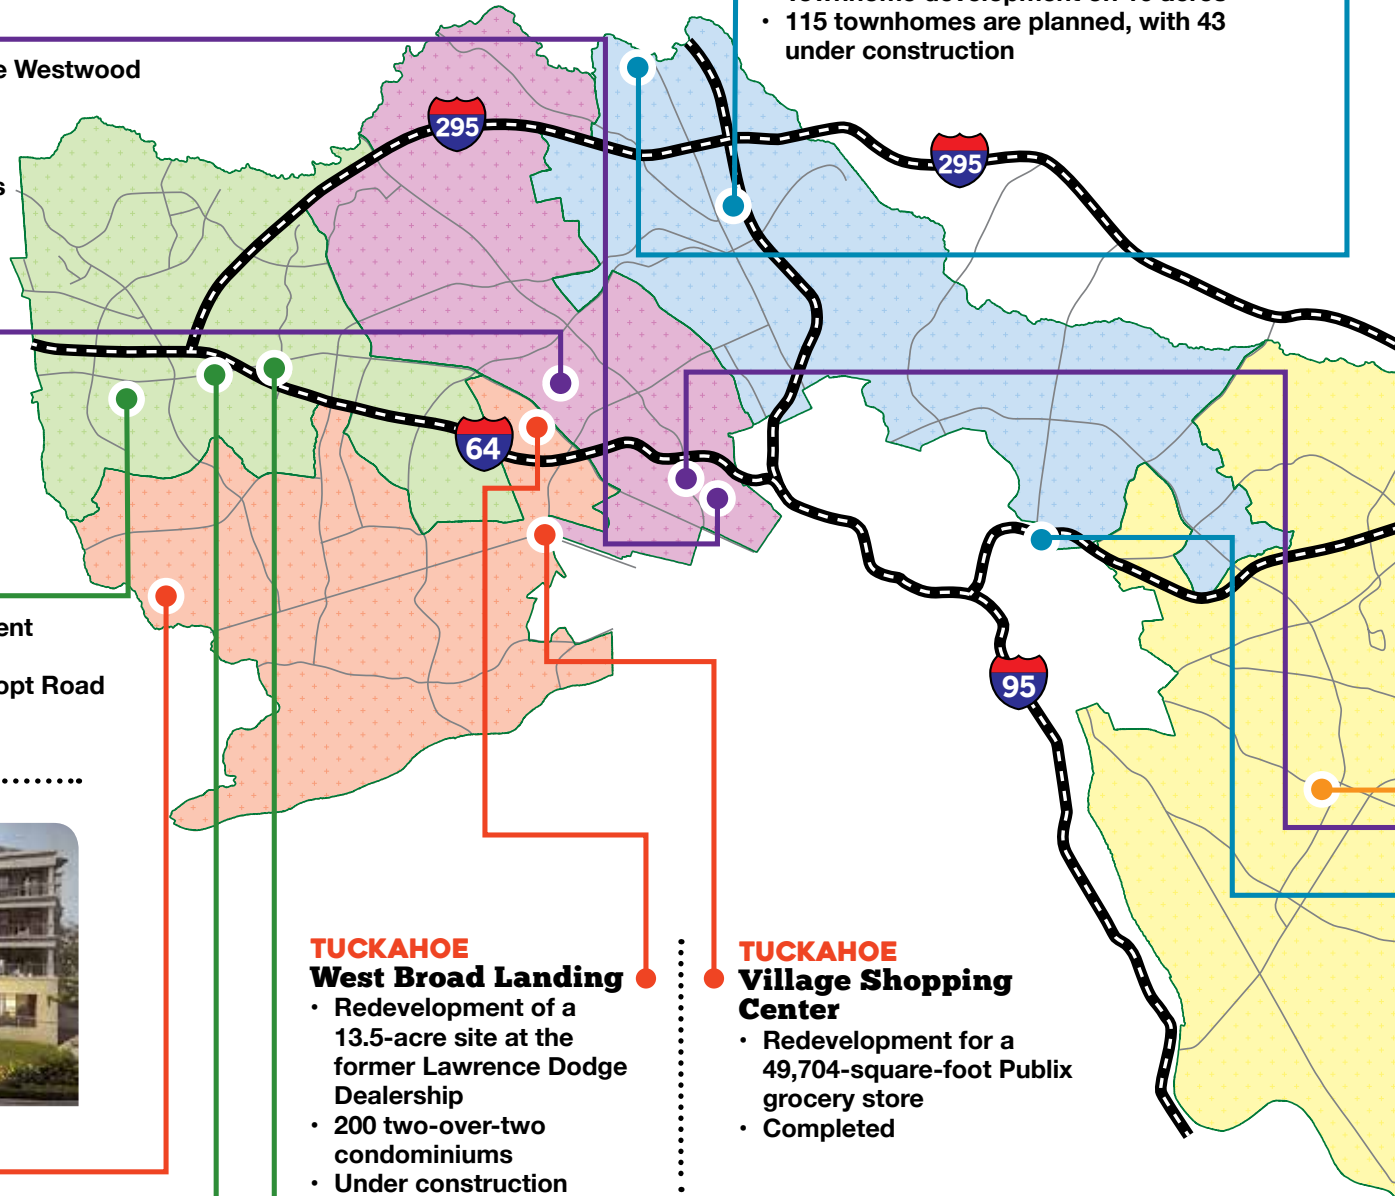 • 115 townhomes are planned, with 43
under construction
Westwood
295
295
64
opt Road
95
TUCKAHOE
West Broad Landing
• Redevelopment of a
13.5-acre site at the
former Lawrence Dodge
Dealership
• 200 two-over-two
condominiums
• Under construction
TUCKAHOE
Village Shopping
Center
• Redevelopment for a
49,704-square-foot Publix
grocery store
• Completed